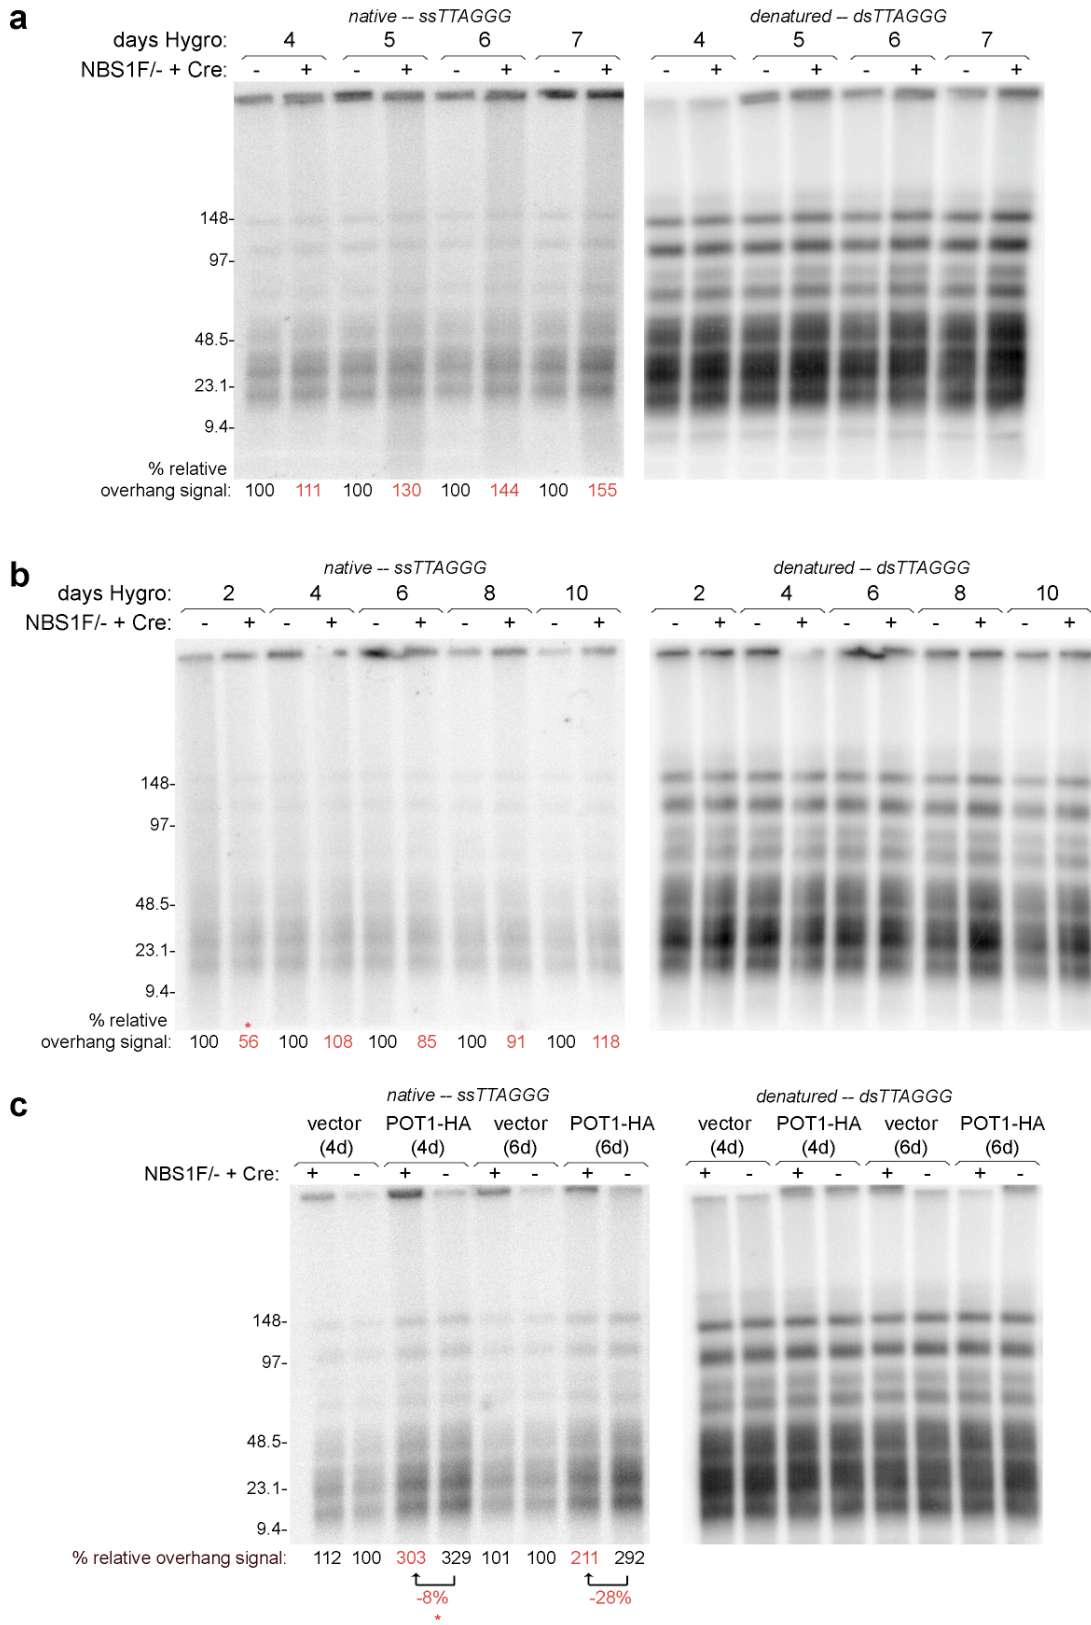 a
native -- ssTTAGGG denatured -- dsTTAGGG
days Hygro: 4 5 6 7 4 5 6 7
NBS1F/- + Cre: - + - + - + - + - + - + - + - +
148-
97-
48.5-
23.1-
9.4-
% relative
overhang signal: 100 111 100 130 100 144 100 155
b
native -- ssTTAGGG denatured -- dsTTAGGG
days Hygro: 2 4 6 8 10 2 4 6 8 10
NBS1F/- + Cre: - + - + - + - + - + - + - + - + - + - +
148-
97-
48.5-
23.1-
9.4-
% relative *
overhang signal: 100 56 100 108 100 85 100 91 100 118
c
native -- ssTTAGGG denatured -- dsTTAGGG
vector POT1-HA vector POT1-HA vector POT1-HA vector POT1-HA
(4d) (4d) (6d) (6d) (4d) (4d) (6d) (6d)
NBS1F/- + Cre: + - + - + - + - + - + - + - + -
148-
97-
48.5-
23.1-
9.4-
% relative overhang signal: 112 100 303 329 101 100 211 292
-8% -28%
*